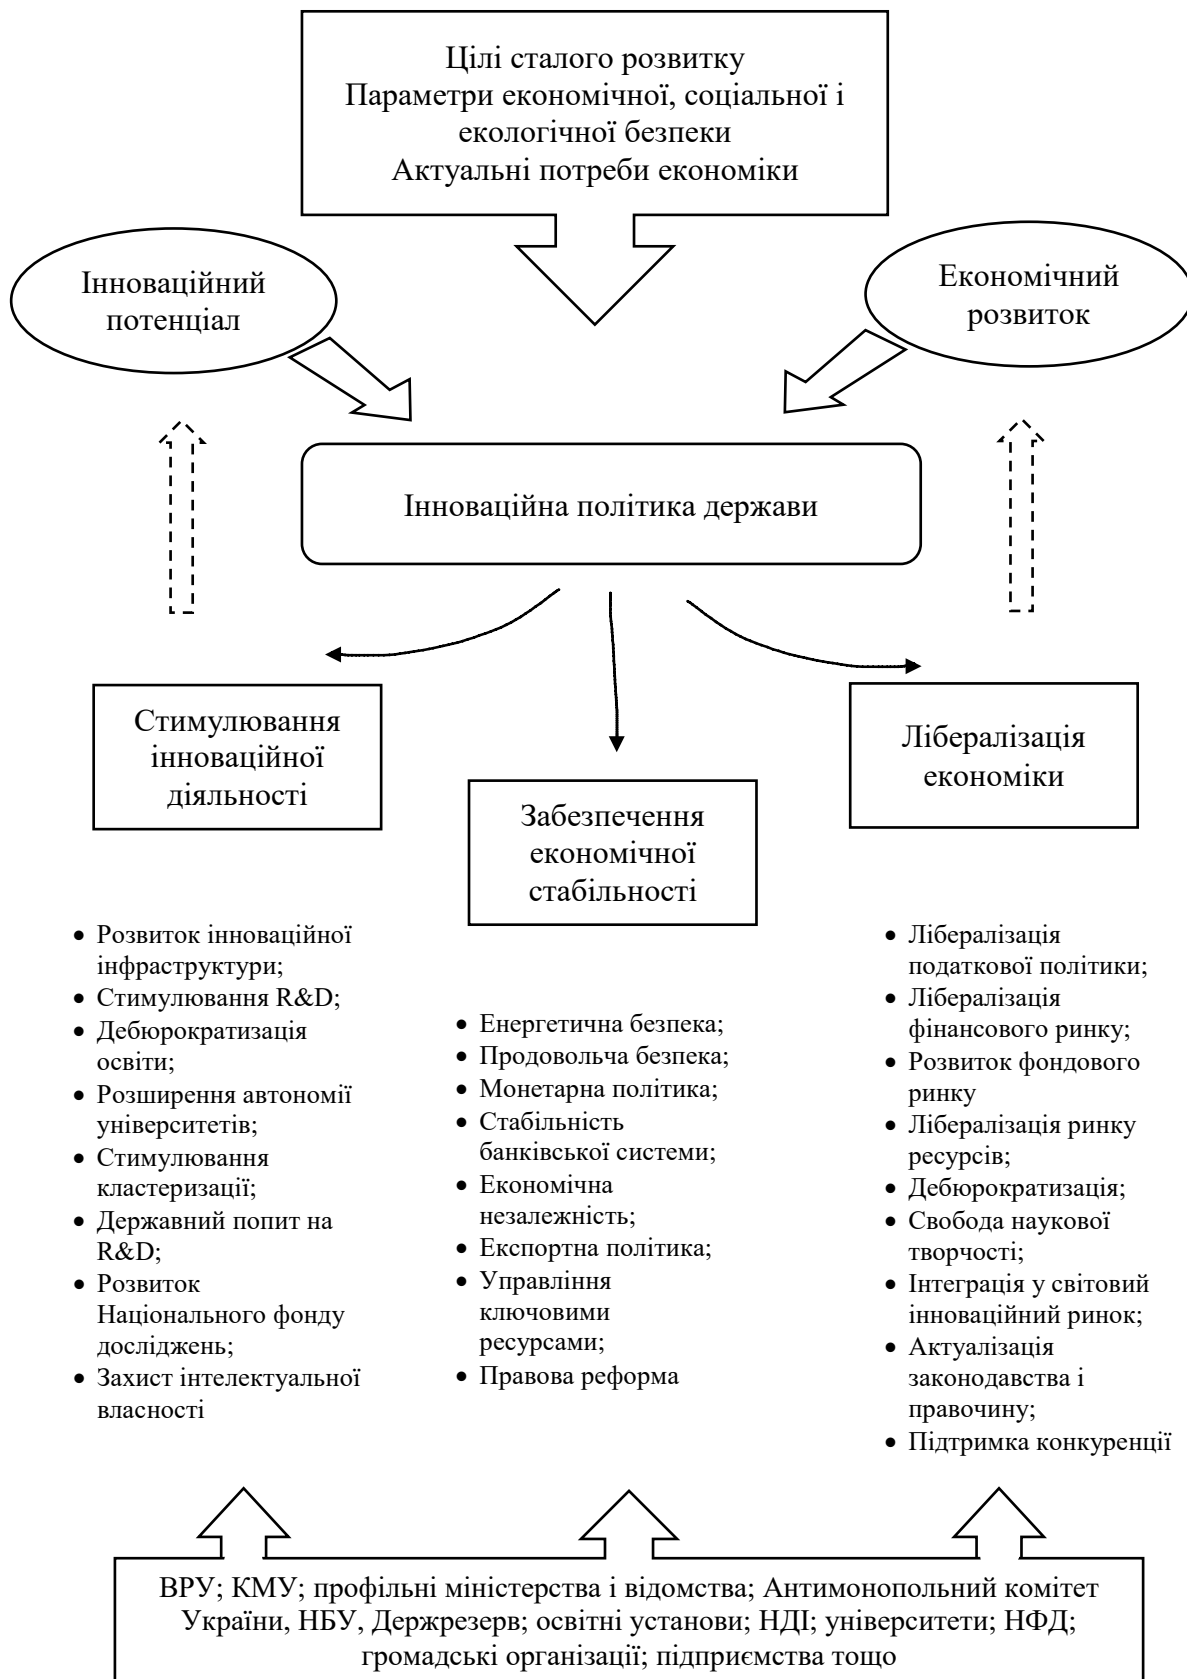 Цілі сталого розвитку
Параметри економічної, соціальної і
екологічної безпеки
Актуальні потреби економіки
Інноваційний
потенціал
Економічний
розвиток
Інноваційна політика держави
Стимулювання
інноваційної
діяльності
Забезпечення
економічної
стабільності
Лібералізація
економіки
• Розвиток інноваційної
інфраструктури;
• Стимулювання R&D;
• Дебюрократизація
освіти;
• Розширення автономії
університетів;
• Стимулювання
кластеризації;
• Державний попит на
R&D;
• Розвиток
Національного фонду
досліджень;
• Захист інтелектуальної
власності
• Енергетична безпека;
• Продовольча безпека;
• Монетарна політика;
• Стабільність
банківської системи;
• Економічна
незалежність;
• Експортна політика;
• Управління
ключовими
ресурсами;
• Правова реформа
• Лібералізація
податкової політики;
• Лібералізація
фінансового ринку;
• Розвиток фондового
ринку
• Лібералізація ринку
ресурсів;
• Дебюрократизація;
• Свобода наукової
творчості;
• Інтеграція у світовий
інноваційний ринок;
• Актуалізація
законодавства і
правочину;
• Підтримка конкуренції
ВРУ; КМУ; профільні міністерства і відомства; Антимонопольний комітет
України, НБУ, Держрезерв; освітні установи; НДІ; університети; НФД;
громадські організації; підприємства тощо